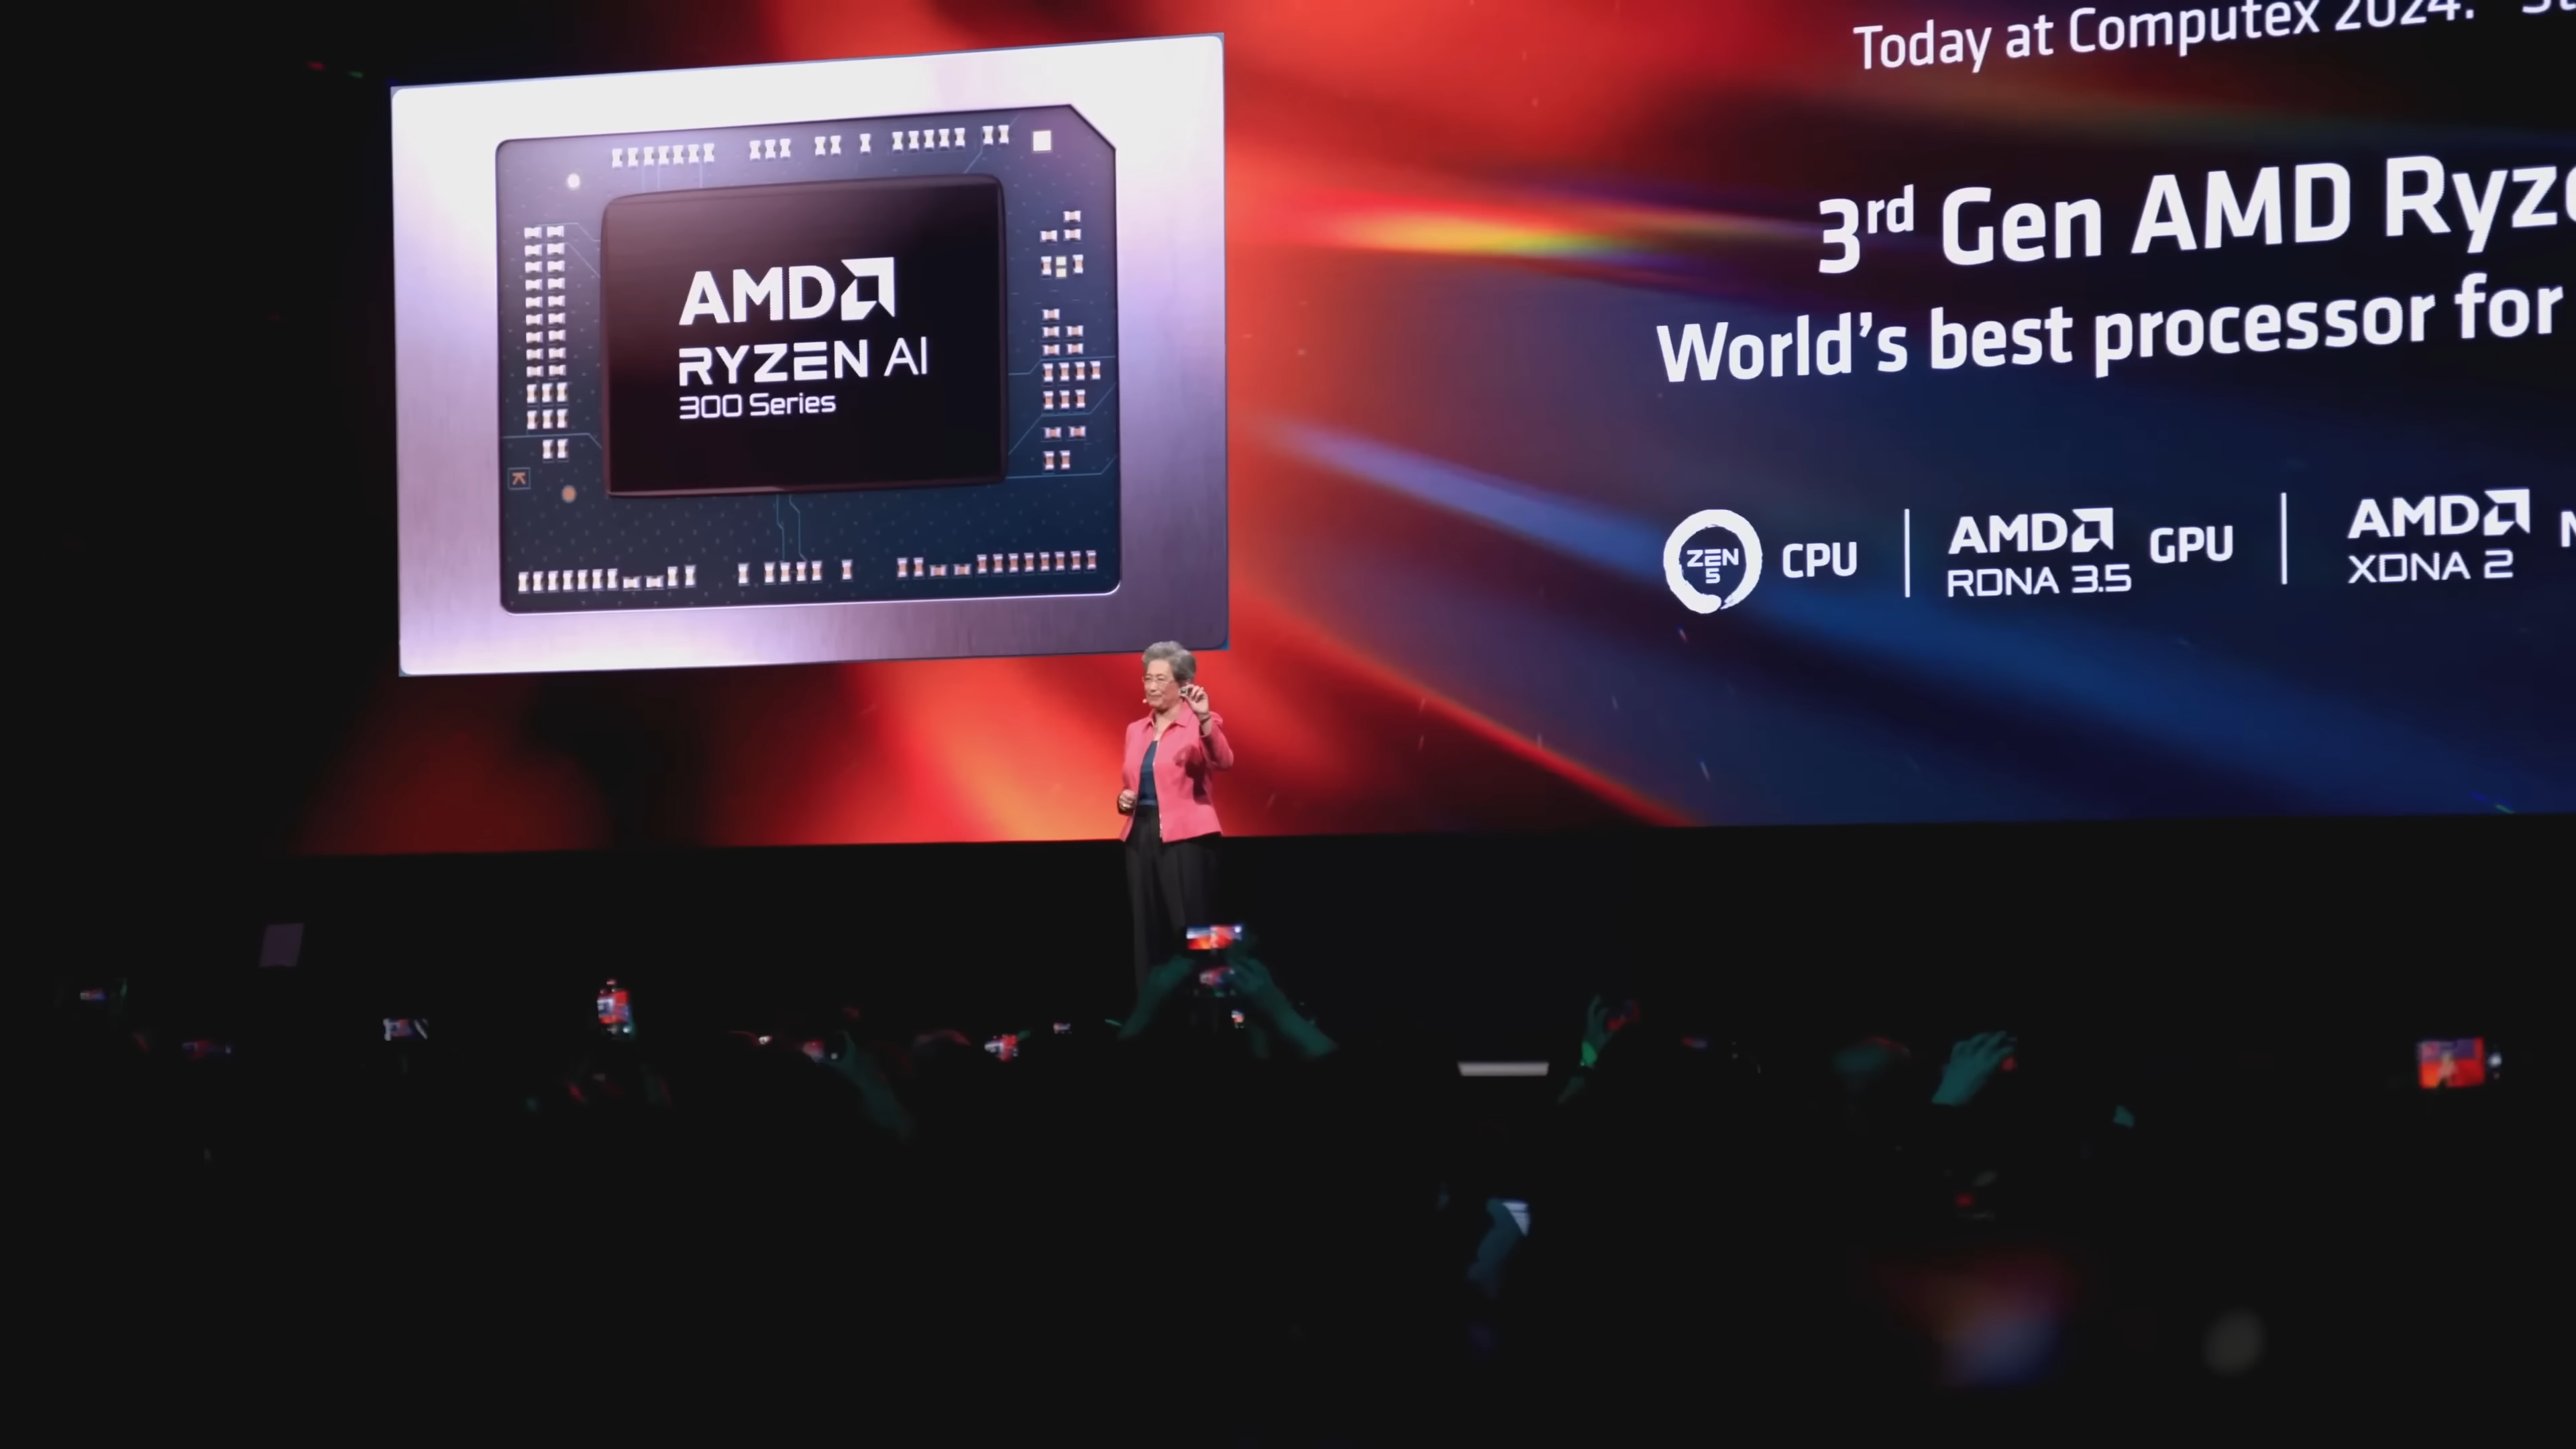 Today at Computex 2024.
3rd Gen AMD
World's best processor for
AMD
RYZEN AI
300 Series
ZEN
5
CPU
AMD
RDNA 3.5
GPU
AMD
XDNA 2